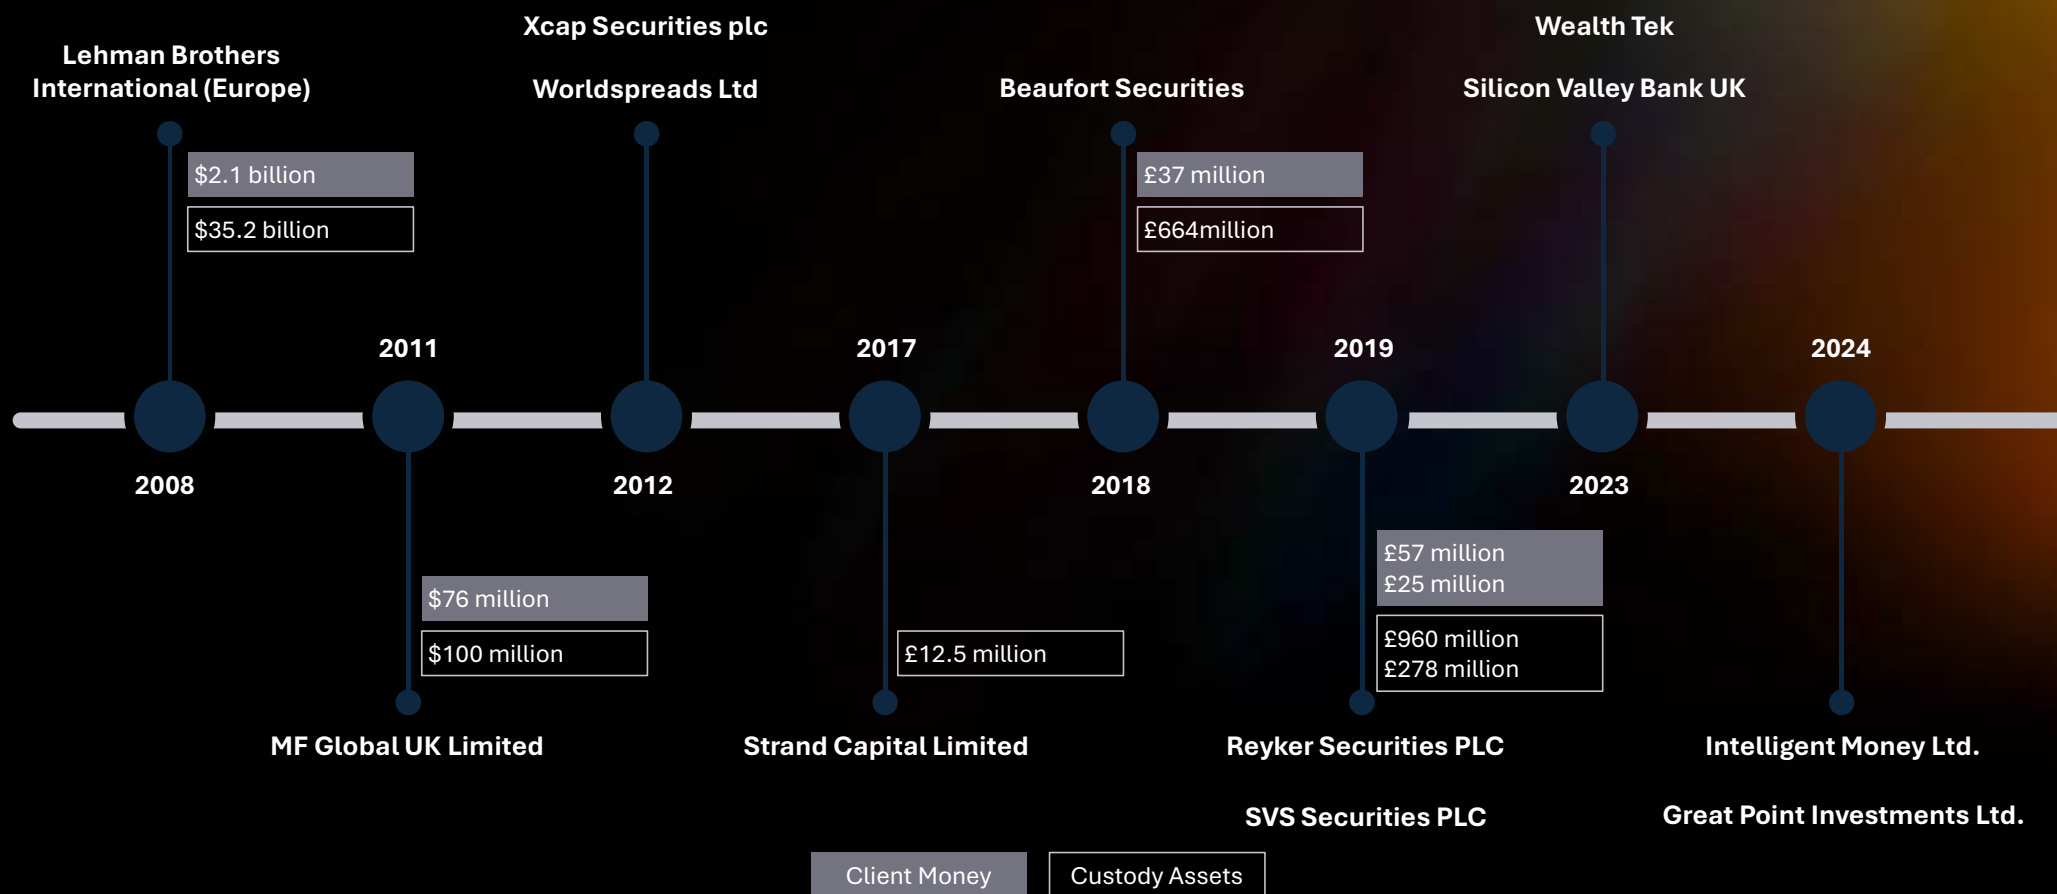 Xcap Securities plc
Wealth Tek
Lehman Brothers
International (Europe)
Worldspreads Ltd
Beaufort Securities
Silicon Valley Bank UK
$2.1 billion
$35.2 billion
£37 million
£664million
2011
2017
2019
2024
2008
2012
2018
2023
$76 million
$100 million
£12.5 million
£57 million
£25 million
£960 million
£278 million
MF Global UK Limited
Strand Capital Limited
Reyker Securities PLC
Intelligent Money Ltd.
SVS Securities PLC
Great Point Investments Ltd.
Client Money
Custody Assets